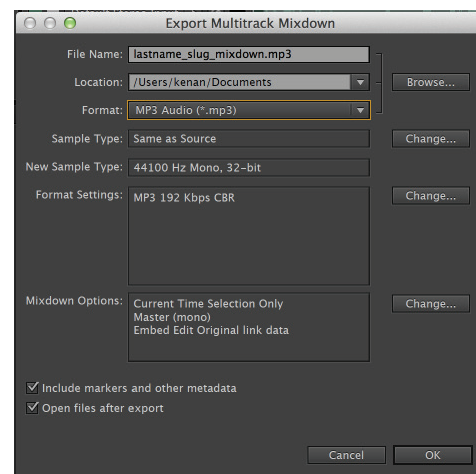 Export Multitrack Mixdown
File Name: lastname_slug_mixdown.mp3
Location: /Users/kenan/Documents Browse...
Format: MP3 Audio (*.mp3)
Sample Type: Same as Source Change...
New Sample Type: 44100 Hz Mono, 32-bit
Format Settings: MP3 192 Kbps CBR Change...
Mixdown Options: Current Time Selection Only Change...
Master (mono)
Embed Edit Original link data
Include markers and other metadata
Open files after export
Cancel OK